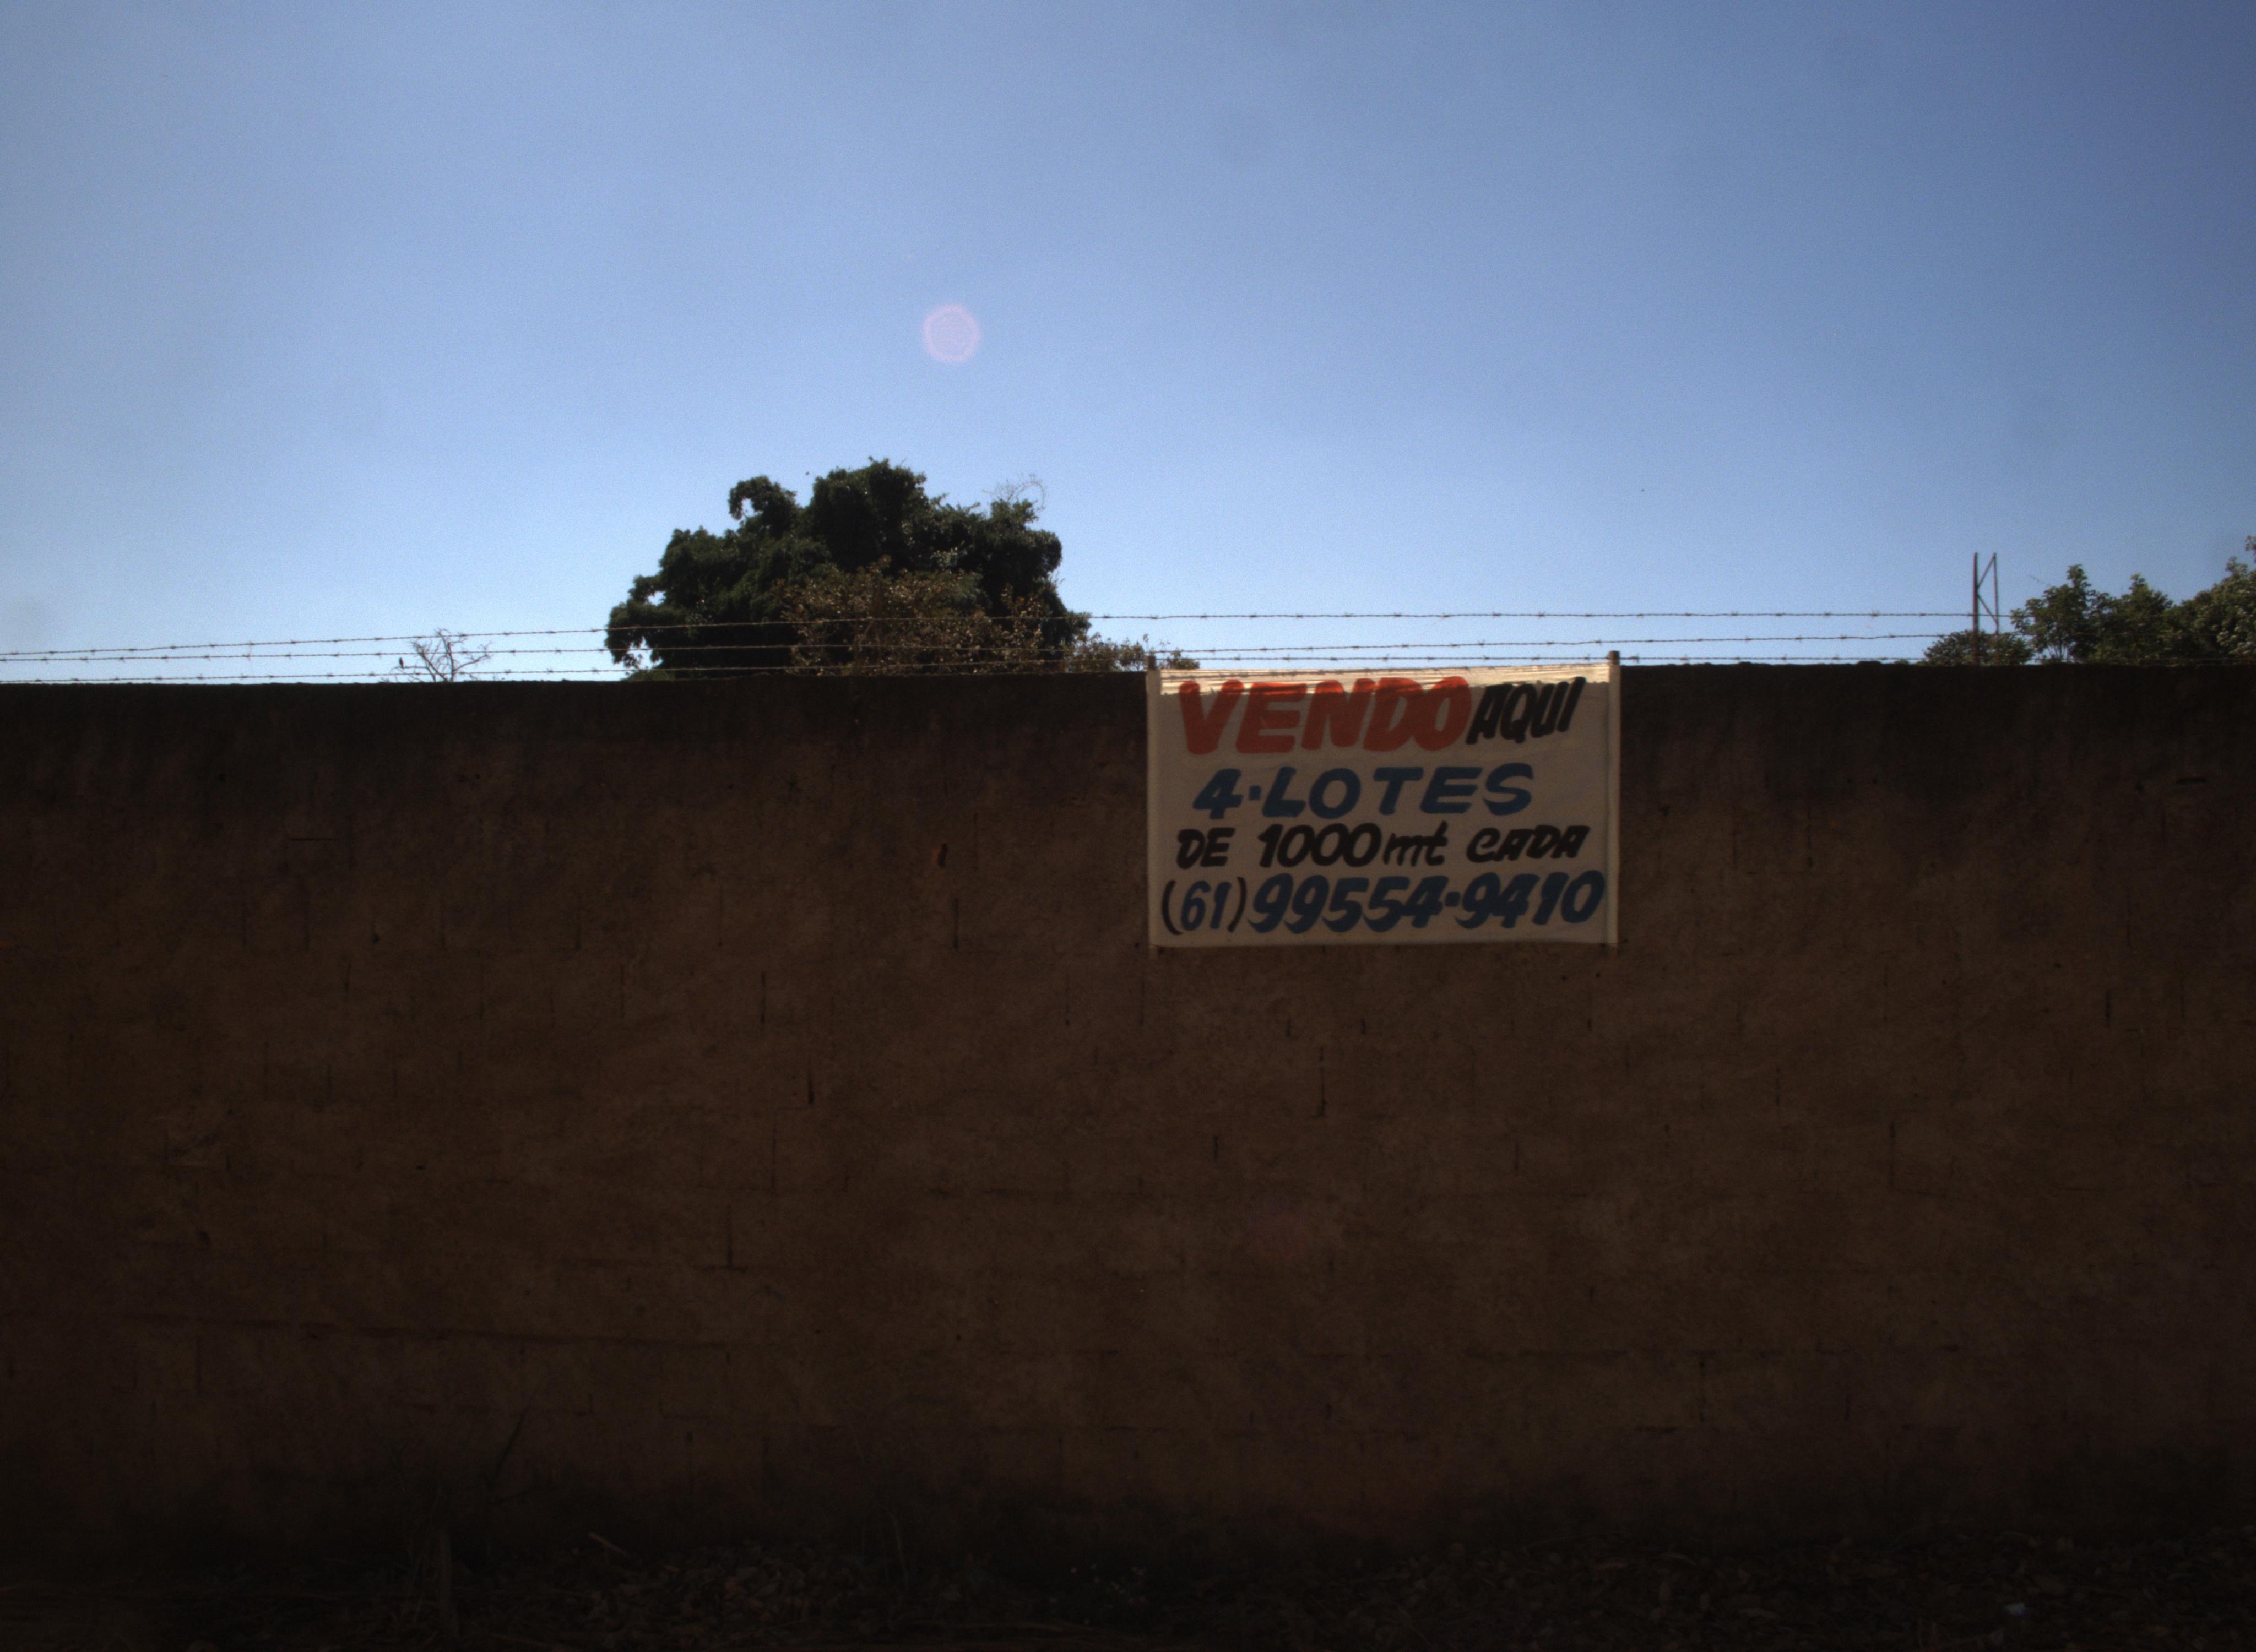 VENDO AQUI
4·LOTES
DE 1000mt CADA
(61)99554-9410